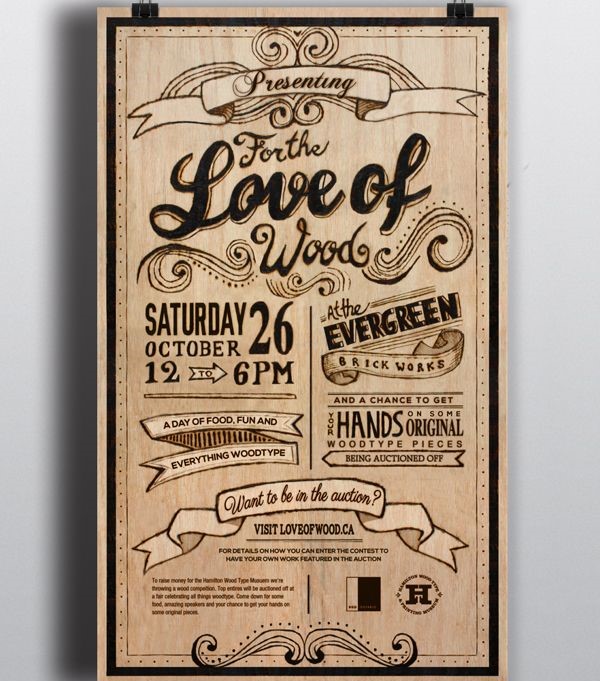 Presenting
For the
Love of
Wood
SATURDAY 26
OCTOBER
12 TO 6PM
At the
EVERGREEN
BRICK WORKS
A DAY OF FOOD, FUN AND
EVERYTHING WOODTYPE
AND A CHANCE TO GET
YOUR HANDS ON SOME
ORIGINAL
WOODTYPE PIECES
BEING AUCTIONED OFF
Want to be in the auction?
VISIT LOVEOFWOOD.CA
FOR DETAILS ON HOW YOU CAN ENTER THE CONTEST TO
HAVE YOUR OWN WORK FEATURED IN THE AUCTION
To raise money for the Hamilton Wood Type Musuem we're
throwing a wood competition. Top entires will be auctioned off at
a fair celebrating all things woodtype. Come down for some
food, amazing speakers and your chance to get your hands on
some original pieces.
HAMILTON WOOD TYPE
H
& PRINTING MUSEUM